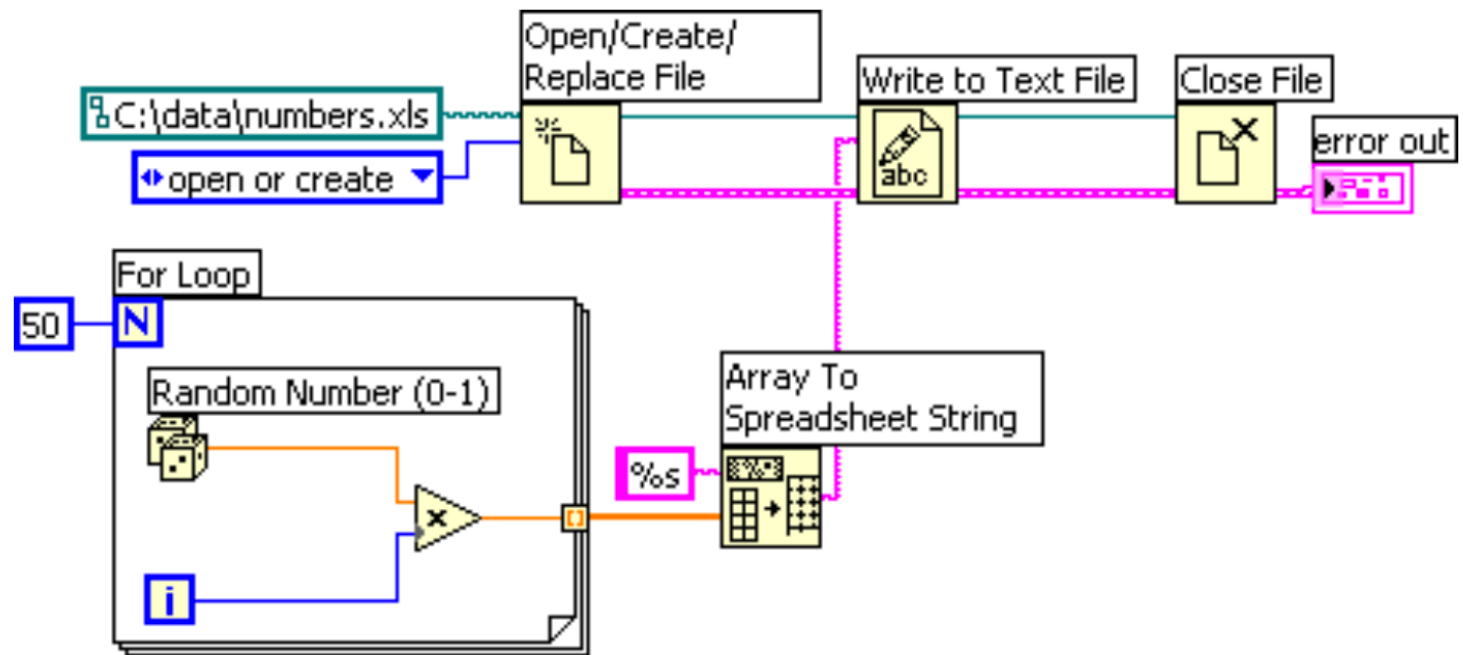 Open/Create/
Replace File
Write to Text File
Close File
C:\data\numbers.xls
error out
open or create
abc
For Loop
50
N
Random Number (0-1)
Array To
Spreadsheet String
%s
x
i